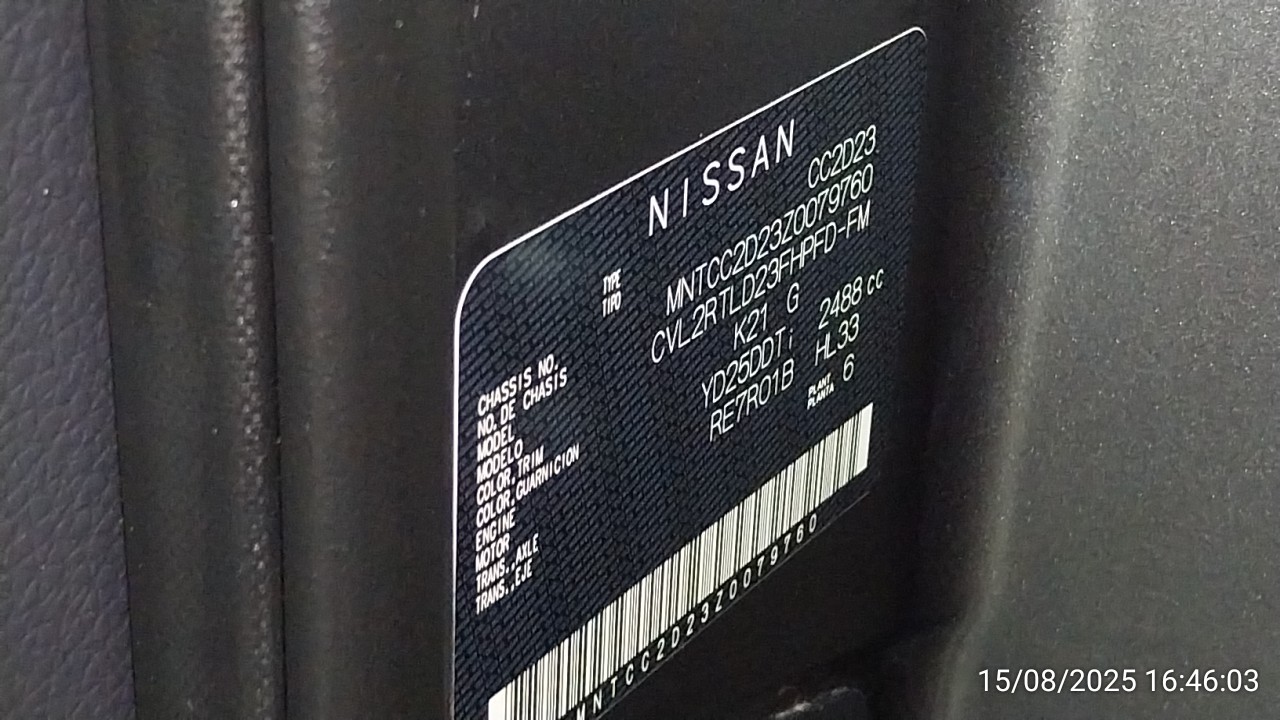 NISSAN
TYPE
TIPO
CC2D23
CHASSIS NO.
NO. DE CHASIS
MNTCC2D23Z0079760
MODEL
MODELO
CVL2RTLD23FHPFD-FM
COLOR,TRIM
COLOR,GUARNICION
K21 G
ENGINE
MOTOR
YD25DDTi 2488 cc
TRANS.,AXLE
TRANS.,EJE
RE7R01B HL33
PLANT
PLANTA
6
MNTCC2D23Z0079760
15/08/2025 16:46:03